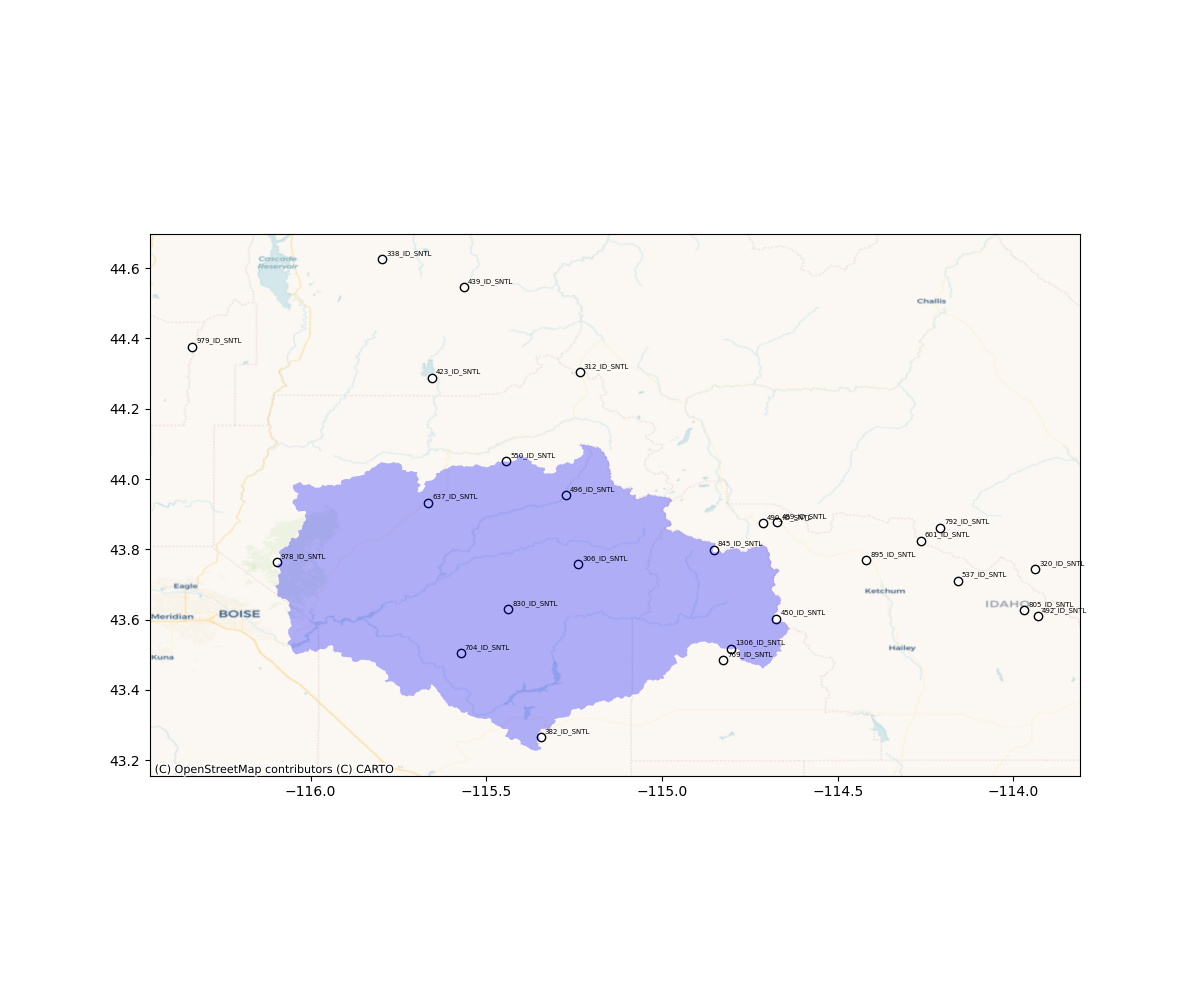 44.6
44.4
44.2
44.0
43.8
43.6
43.4
43.2
338_ID_SNTL
Cascade
Reservoir
439_ID_SNTL
Challis
979_ID_SNTL
423_ID_SNTL
312_ID_SNTL
550_ID_SNTL
637_ID_SNTL
496_ID_SNTL
792_ID_SNTL
601_ID_SNTL
978_ID_SNTL
306_ID_SNTL
845_ID_SNTL
895_ID_SNTL
320_ID_SNTL
537_ID_SNTL
Eagle
Ketchum
830_ID_SNTL
IDAHO
805_ID_SNTL
492_ID_SNTL
Meridian
BOISE
450_ID_SNTL
704_ID_SNTL
1306_ID_SNTL
769_ID_SNTL
Hailey
Kuna
382_ID_SNTL
(C) OpenStreetMap contributors (C) CARTO
−116.0
−115.5
−115.0
−114.5
−114.0